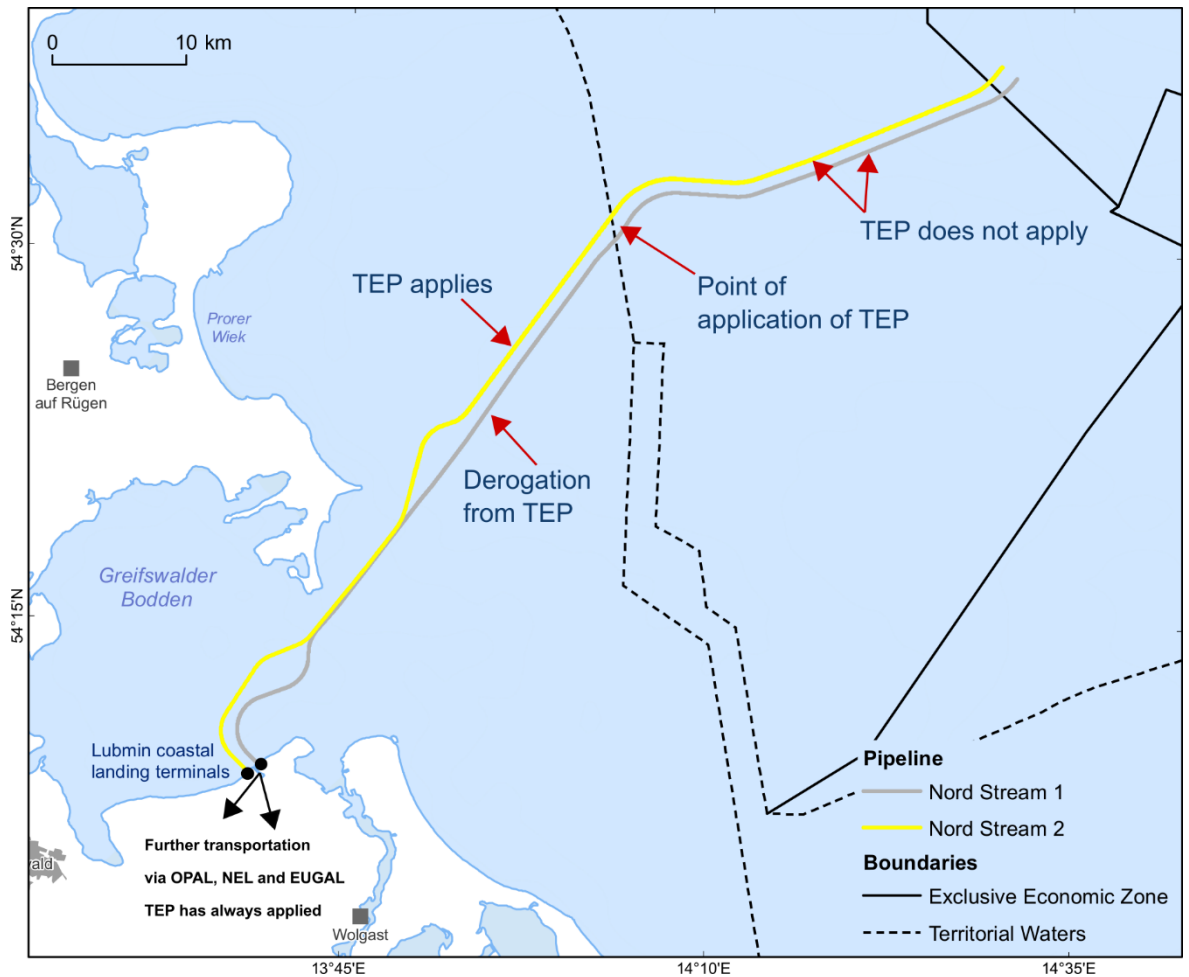 0 10 km
54°30'N
54°15'N
TEP does not apply
TEP applies
Point of
application of TEP
Prorer
Wiek
Bergen
auf Rügen
Derogation
from TEP
Greifswalder
Bodden
Lubmin coastal
landing terminals
Further transportation
via OPAL, NEL and EUGAL
TEP has always applied
wald
Wolgast
Pipeline
Nord Stream 1
Nord Stream 2
Boundaries
Exclusive Economic Zone
Territorial Waters
13°45'E
14°10'E
14°35'E